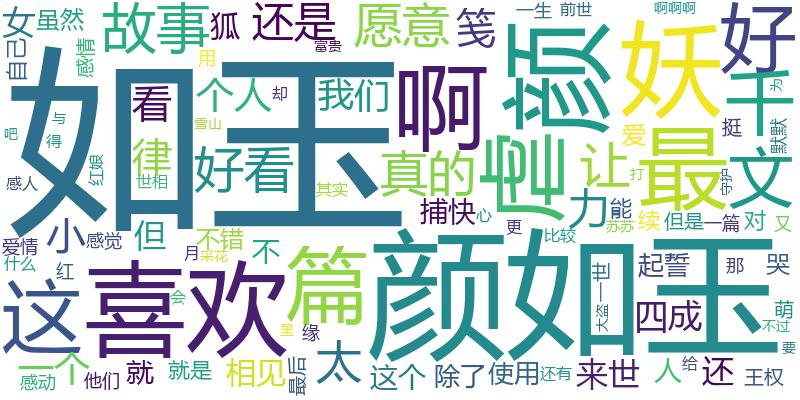 女 虽然 故事 狐 还是 愿意 笺 一生 前世 啊啊啊
自己 感情 富贵 颜 妖 好
如玉 看 个人 用 却 我们 啊 虐 最 千 为
吧 与 得 律 雪山 好看 真的 让 爱 挺 默默
感人 红娘 世相 其实 捕快 心 力 能 打 守护 文
爱情 小 感觉 但 不错 不 更 比较 苏苏 续 但是 一篇 对 又
什么 红 月 采花 篇 颜如玉 起誓 那 哭
这 喜欢 会 里 缘 大盗 一世 四成 萌 不过
一个 就 就是 相见 最后 太 这个 除了 使用 还有 来世 人 给 还 王权 要
感动 他们